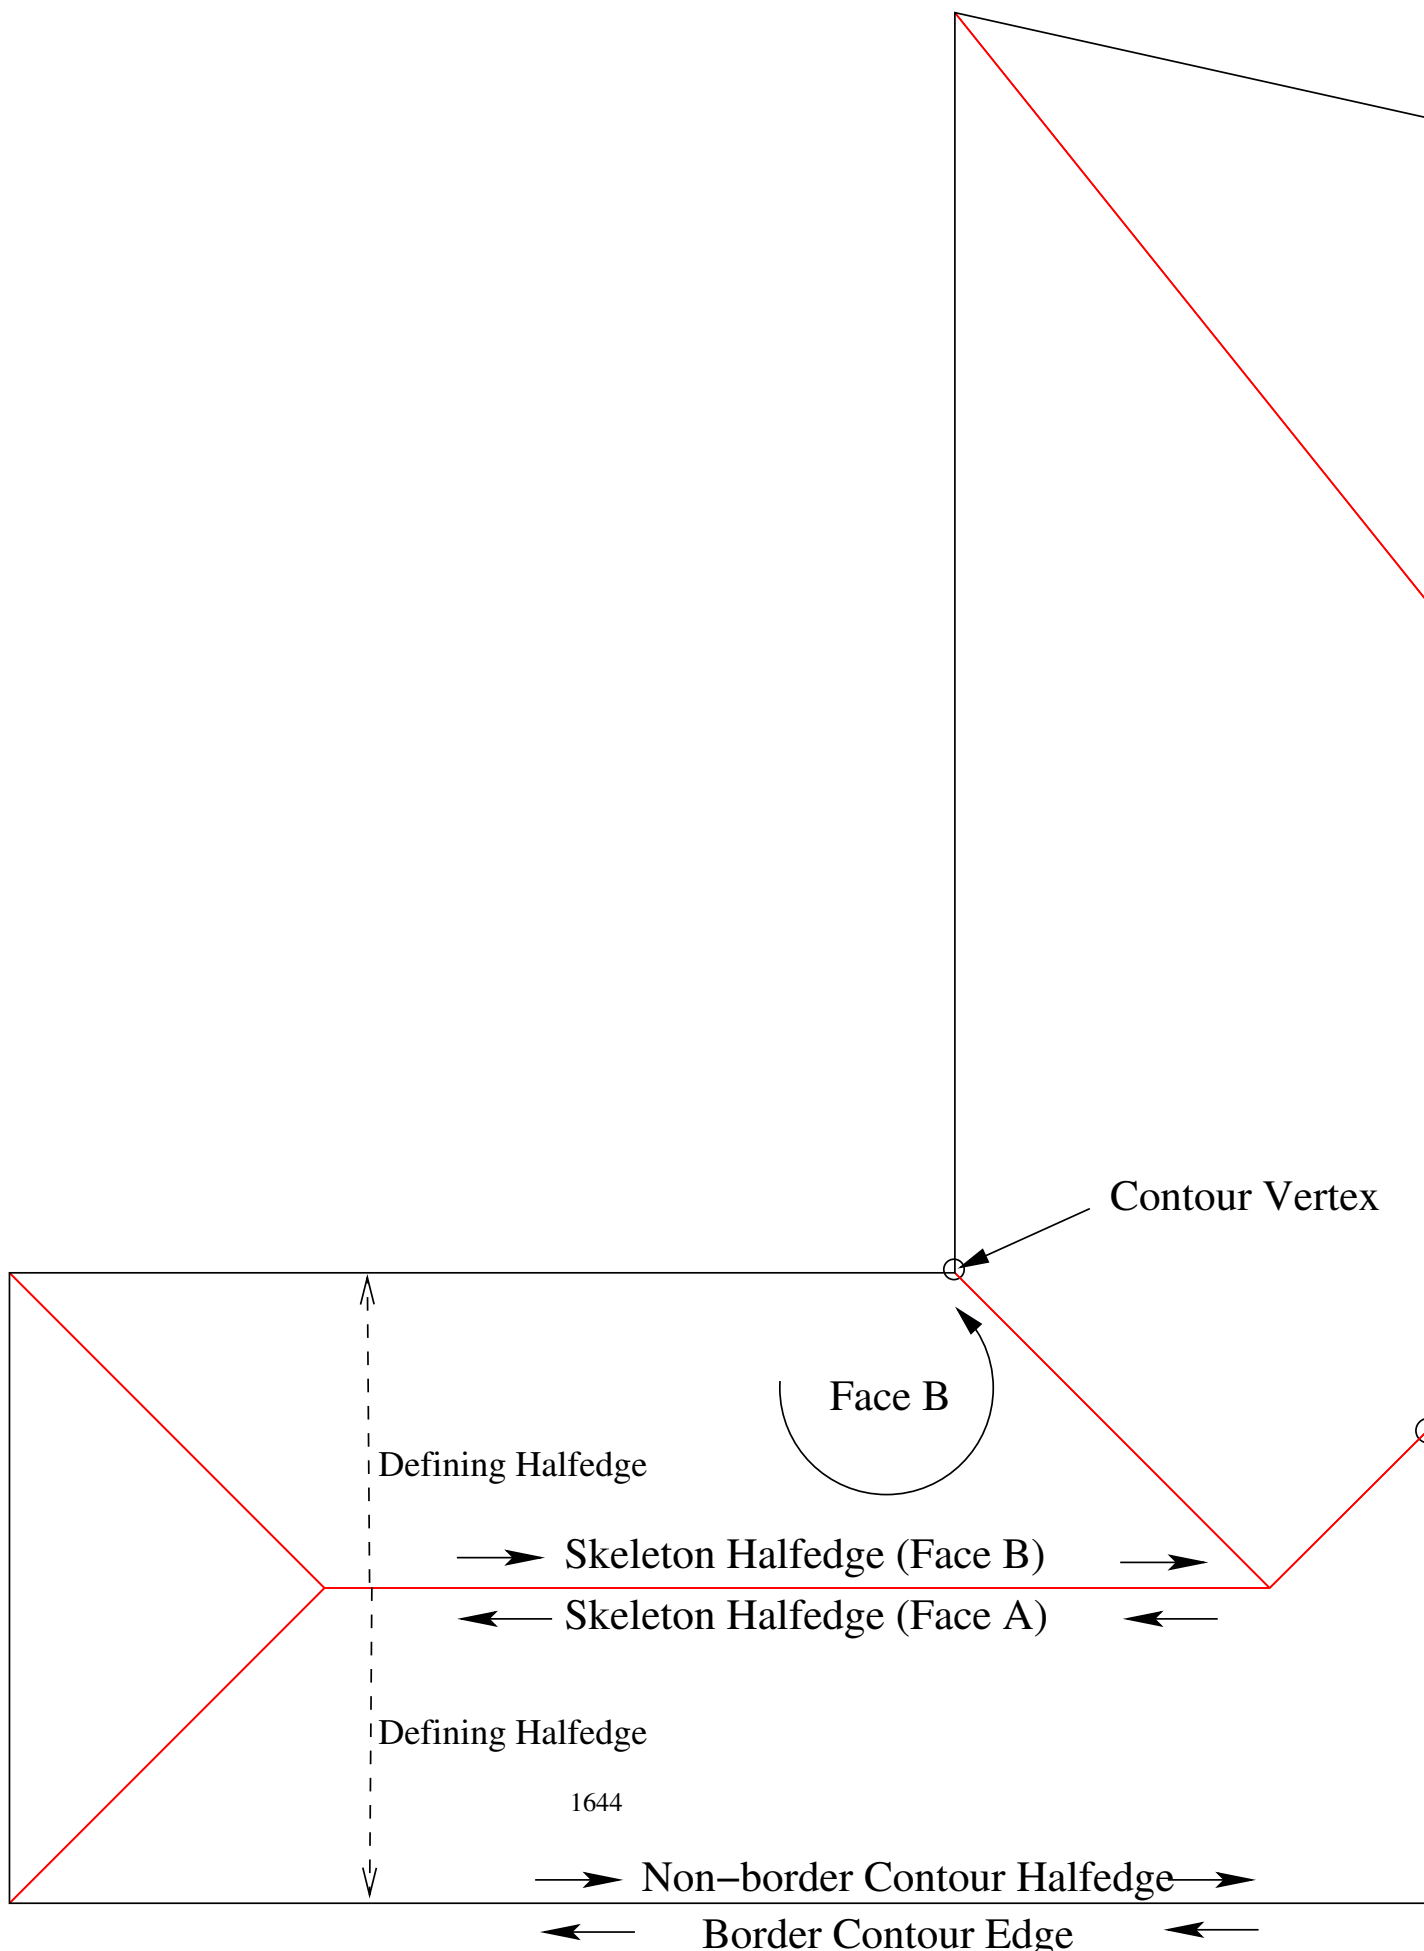 Contour Vertex
Face B
Defining Halfedge
Skeleton Halfedge (Face B)
Skeleton Halfedge (Face A)
Defining Halfedge
1644
Non−border Contour Halfedge
Border Contour Edge